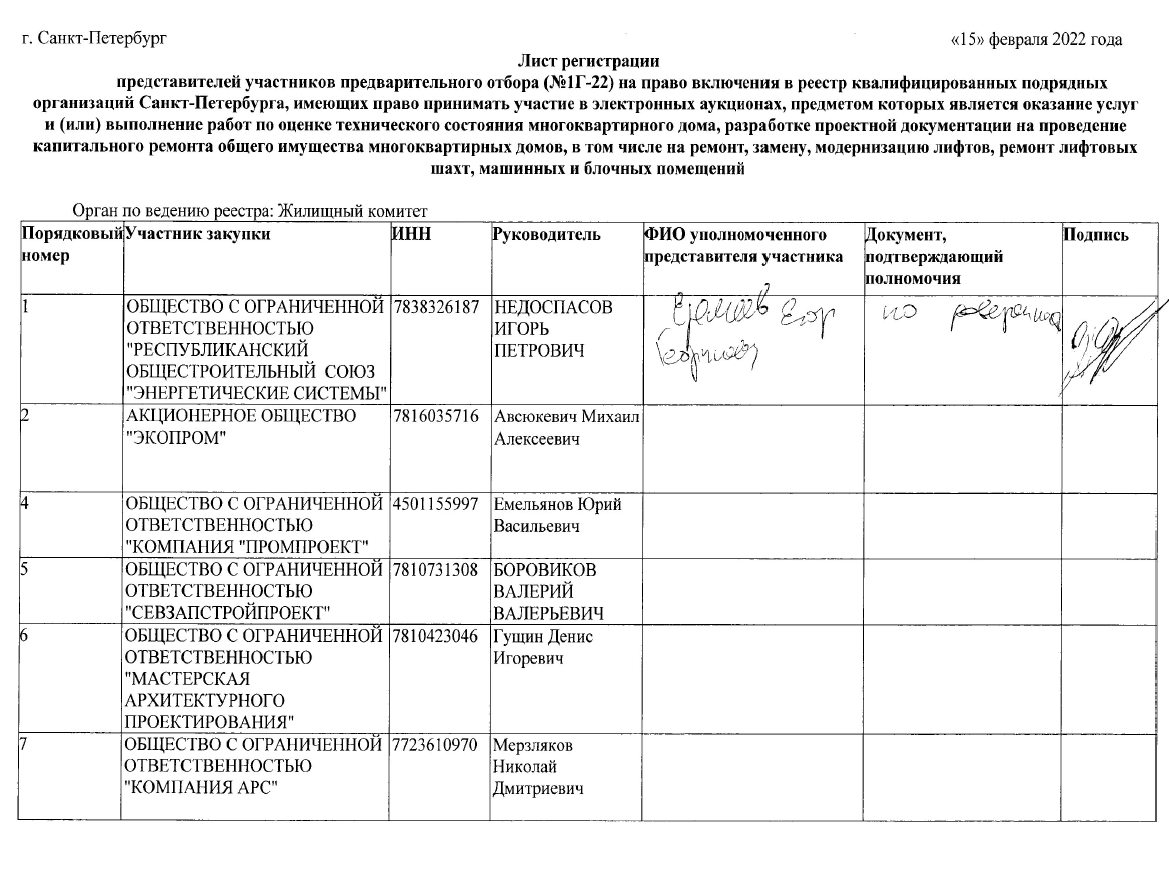 г. Санкт-Петербург «15» февраля 2022 года
Лист регистрации
представителей участников предварительного отбора (№1Г-22) на право включения в реестр квалифицированных подрядных
организаций Санкт-Петербурга, имеющих право принимать участие в электронных аукционах, предметом которых является оказание услуг
и (или) выполнение работ по оценке технического состояния многоквартирного дома, разработке проектной документации на проведение
капитального ремонта общего имущества многоквартирных домов, в том числе на ремонт, замену, модернизацию лифтов, ремонт лифтовых
шахт, машинных и блочных помещений
Орган по ведению реестра: Жилищный комитет
Порядковый Участник закупки ИНН Руководитель ФИО уполномоченного Документ, Подпись
номер представителя участника подтверждающий
полномочия
1 ОБЩЕСТВО С ОГРАНИЧЕННОЙ 7838326187 НЕДОСПАСОВ Егор по
ОТВЕТСТВЕННОСТЬЮ ИГОРЬ
"РЕСПУБЛИКАНСКИЙ ПЕТРОВИЧ
ОБЩЕСТРОИТЕЛЬНЫЙ СОЮЗ
"ЭНЕРГЕТИЧЕСКИЕ СИСТЕМЫ"
2 АКЦИОНЕРНОЕ ОБЩЕСТВО 7816035716 Авсюкевич Михаил
"ЭКОПРОМ" Алексеевич
4 ОБЩЕСТВО С ОГРАНИЧЕННОЙ 4501155997 Емельянов Юрий
ОТВЕТСТВЕННОСТЬЮ Васильевич
"КОМПАНИЯ "ПРОМПРОЕКТ"
5 ОБЩЕСТВО С ОГРАНИЧЕННОЙ 7810731308 БОРОВИКОВ
ОТВЕТСТВЕННОСТЬЮ ВАЛЕРИЙ
"СЕВЗАПСТРОЙПРОЕКТ" ВАЛЕРЬЕВИЧ
6 ОБЩЕСТВО С ОГРАНИЧЕННОЙ 7810423046 Гущин Денис
ОТВЕТСТВЕННОСТЬЮ Игоревич
"МАСТЕРСКАЯ
АРХИТЕКТУРНОГО
ПРОЕКТИРОВАНИЯ"
7 ОБЩЕСТВО С ОГРАНИЧЕННОЙ 7723610970 Мерзляков
ОТВЕТСТВЕННОСТЬЮ Николай
"КОМПАНИЯ АРС" Дмитриевич